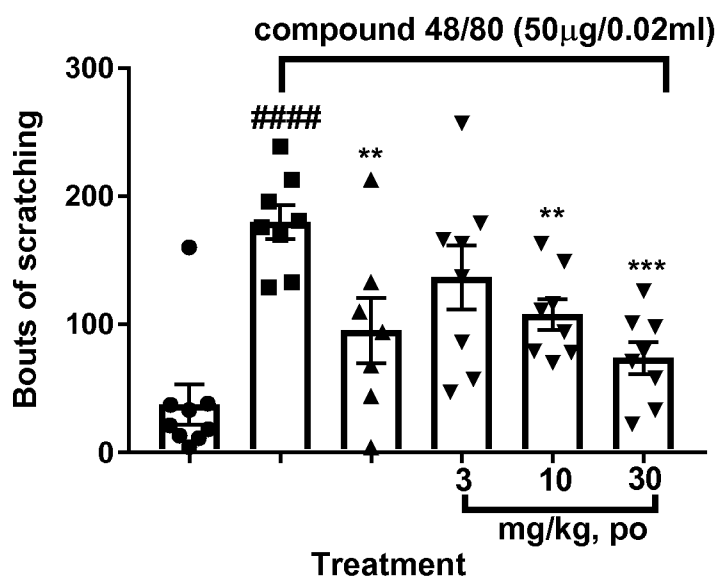 compound 48/80 (50μg/0.02ml)
300
####
**
**
200
***
Bouts of scratching
100
0
3 10 30
mg/kg, po
Treatment